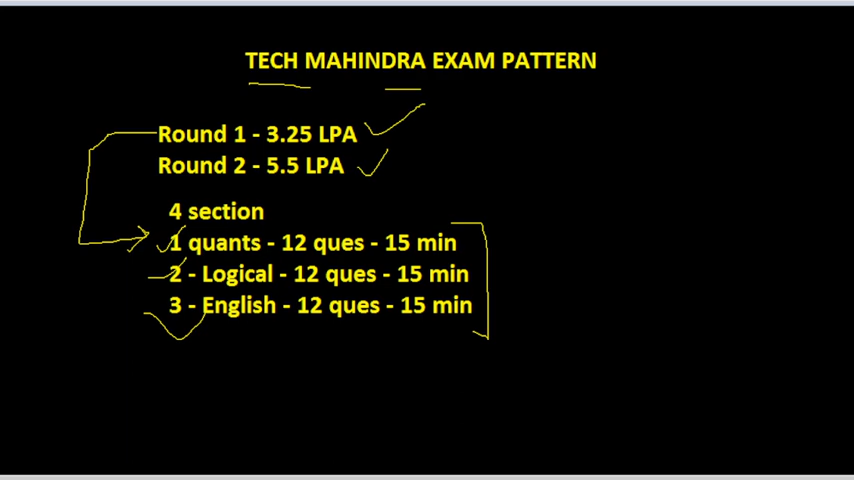 TECH MAHINDRA EXAM PATTERN
Round 1 - 3.25 LPA
Round 2 - 5.5 LPA
4 section
1 quants - 12 ques - 15 min
2 - Logical - 12 ques - 15 min
3 - English - 12 ques - 15 min